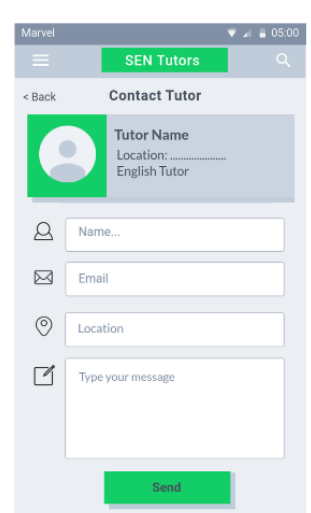 Marvel 05:00
SEN Tutors
< Back Contact Tutor
Tutor Name
Location: ......................
English Tutor
Name...
Email
Location
Type your message
Send